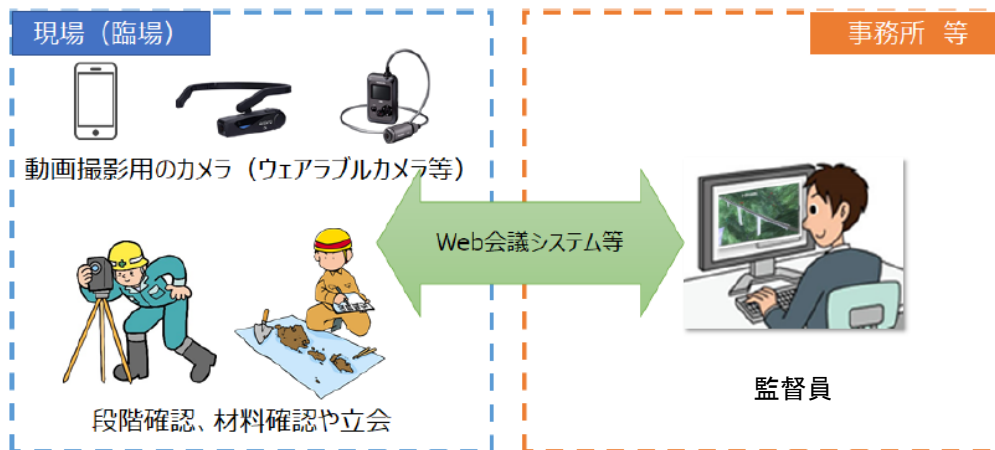 現場（臨場）
動画撮影用のカメラ（ウェアラブルカメラ等）
段階確認、材料確認や立会
Web会議システム等
事務所 等
監督員